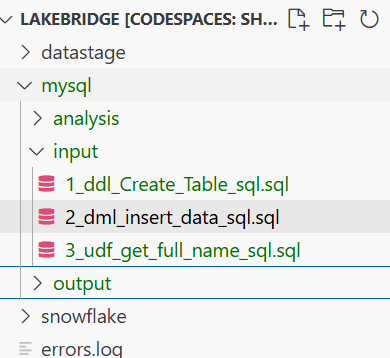 LAKEBRIDGE [CODESPACES: SH...
datastage
mysql
analysis
input
1_ddl_Create_Table_sql.sql
2_dml_insert_data_sql.sql
3_udf_get_full_name_sql.sql
output
snowflake
errors.log